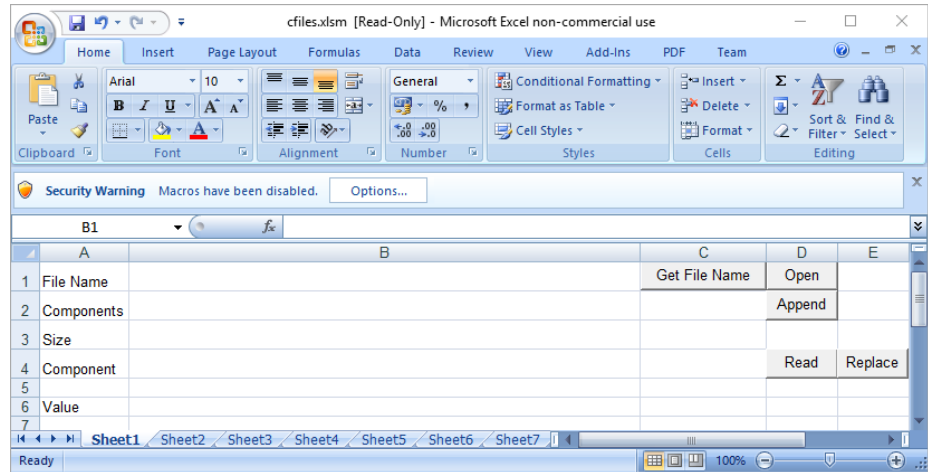 cfiles.xlsm [Read-Only] - Microsoft Excel non-commercial use
Home Insert Page Layout Formulas Data Review View Add-Ins PDF Team
Paste
Arial 10
B I U A A A
General
% ,
.0 .00 .00 .0
Conditional Formatting
Format as Table
Cell Styles
Insert
Delete
Format
Σ
Sort & Filter
Find & Select
Clipboard Font Alignment Number Styles Cells Editing
Security Warning Macros have been disabled. Options...
B1 fx
A B C D E
1 File Name Get File Name Open
2 Components Append
3 Size
4 Component Read Replace
5
6 Value
7
Sheet1 Sheet2 Sheet3 Sheet4 Sheet5 Sheet6 Sheet7
Ready 100%